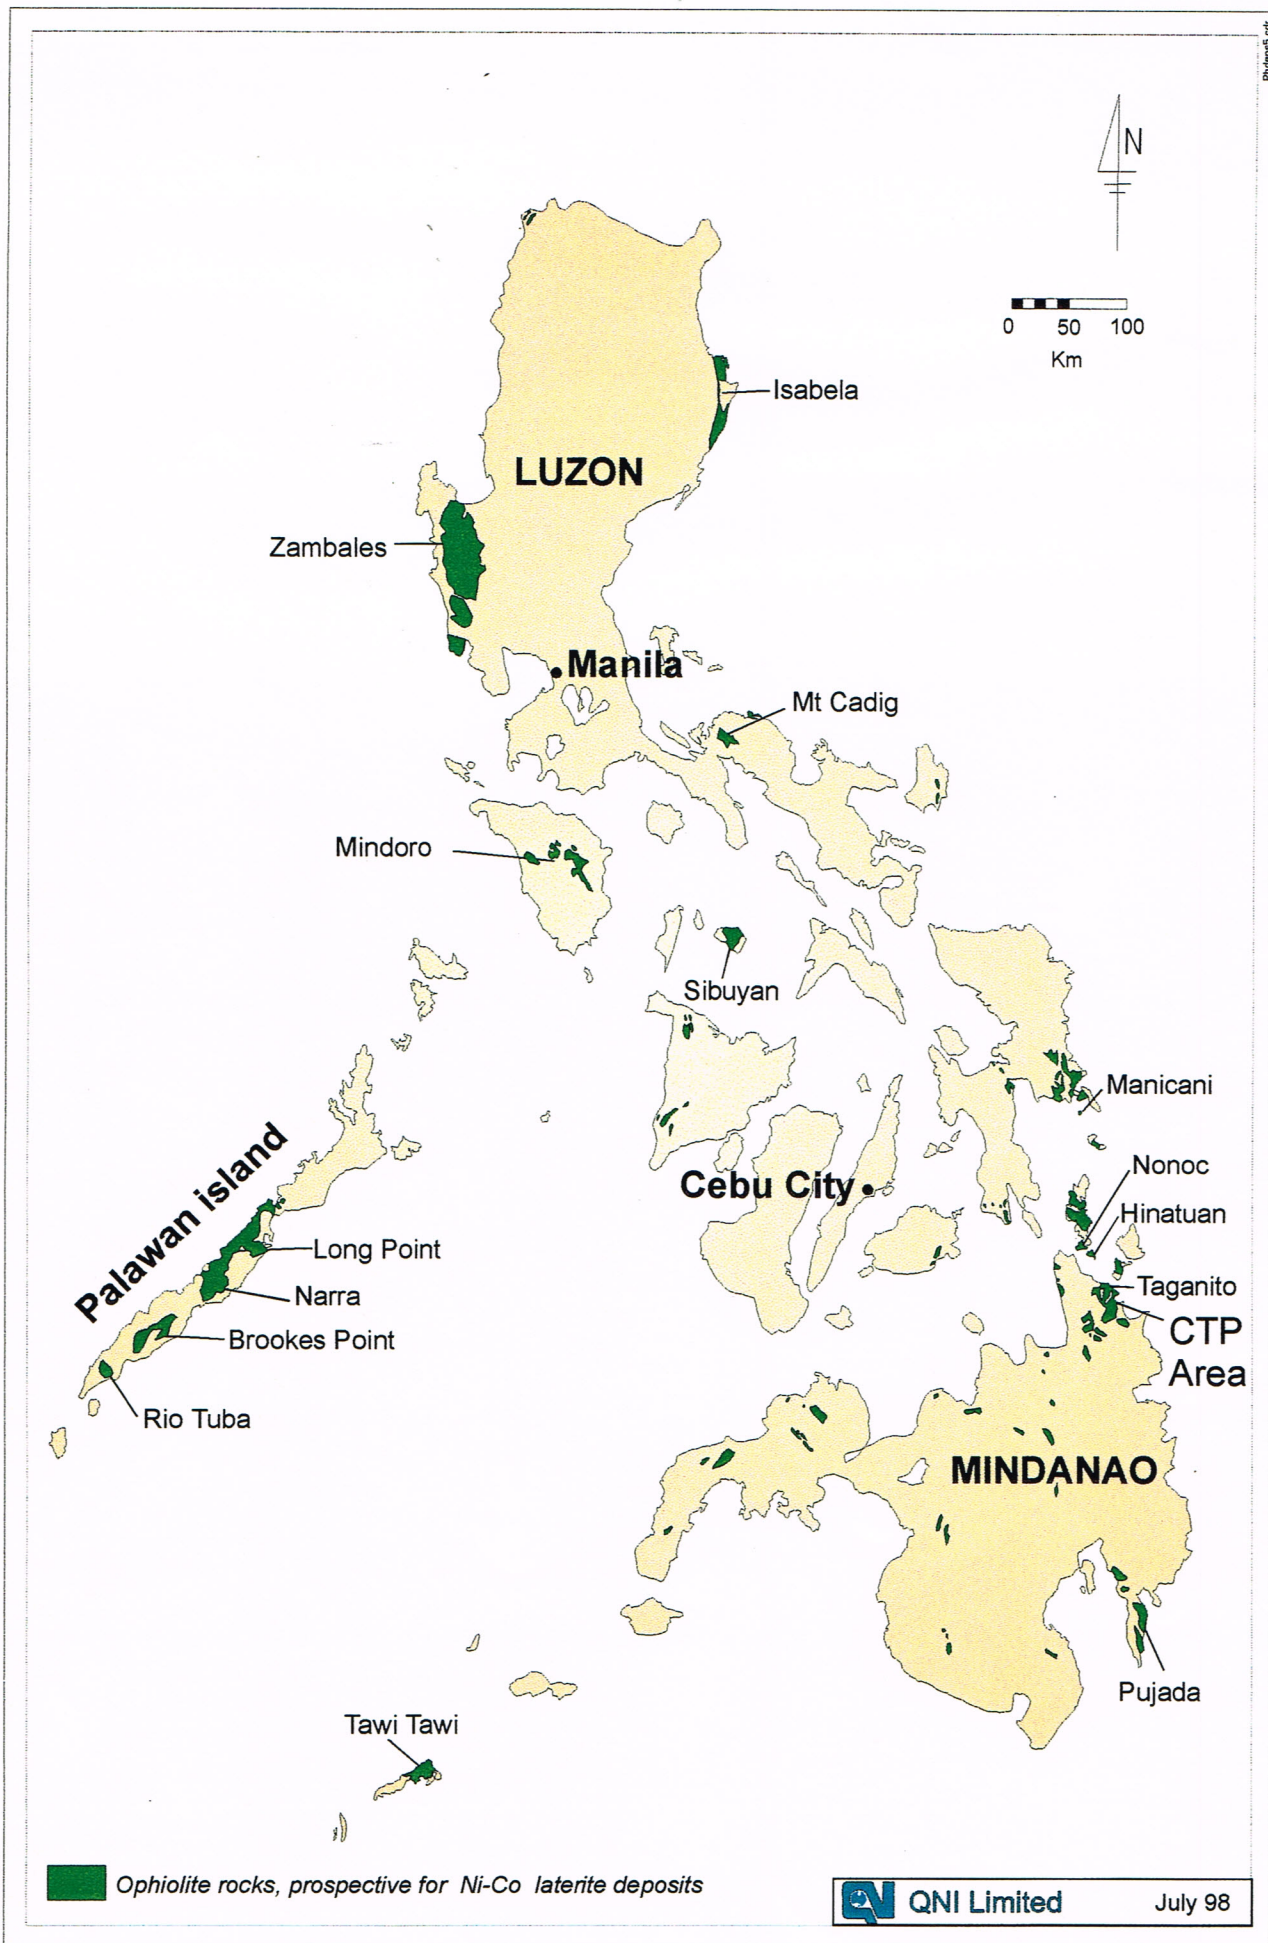 N
0 50 100
Km
Isabela
LUZON
Zambales
Manila
Mt Cadig
Mindoro
Sibuyan
Manicani
Cebu City
Nonoc
Hinatuan
Palawan island
Long Point
Taganito
Narra
CTP
Area
Brookes Point
Rio Tuba
MINDANAO
Pujada
Tawi Tawi
Ophiolite rocks, prospective for Ni-Co laterite deposits
QNI Limited July 98